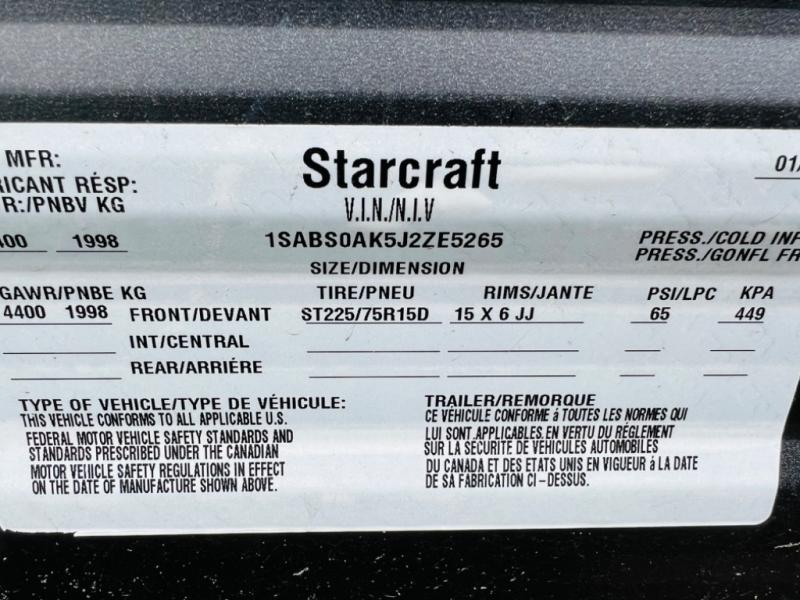 MFR:
Starcraft
01/
RICANT RÉSP:
R:/PNBV KG
V.I.N./N.I.V
400 1998
1SABS0AK5J2ZE5265
PRESS./COLD INF
PRESS./GONFL FR
SIZE/DIMENSION
GAWR/PNBE KG TIRE/PNEU RIMS/JANTE PSI/LPC KPA
4400 1998 FRONT/DEVANT ST225/75R15D 15 X 6 JJ 65 449
INT/CENTRAL
REAR/ARRIÉRE
TYPE OF VEHICLE/TYPE DE VÉHICULE: TRAILER/REMORQUE
THIS VEHICLE CONFORMS TO ALL APPLICABLE U.S.
FEDERAL MOTOR VEHICLE SAFETY STANDARDS AND
STANDARDS PRESCRIBED UNDER THE CANADIAN
MOTOR VEHICLE SAFETY REGULATIONS IN EFFECT
ON THE DATE OF MANUFACTURE SHOWN ABOVE.
CE VÉHICULE CONFORME à TOUTES LES NORMES QUI
LUI SONT APPLICABLES EN VERTU DU RÉGLEMENT
SUR LA SÉCURITÉ DE VÉHICULES AUTOMOBILES
DU CANADA ET DES ETATS UNIS EN VIGUEUR à LA DATE
DE SA FABRICATION CI-DESSUS.